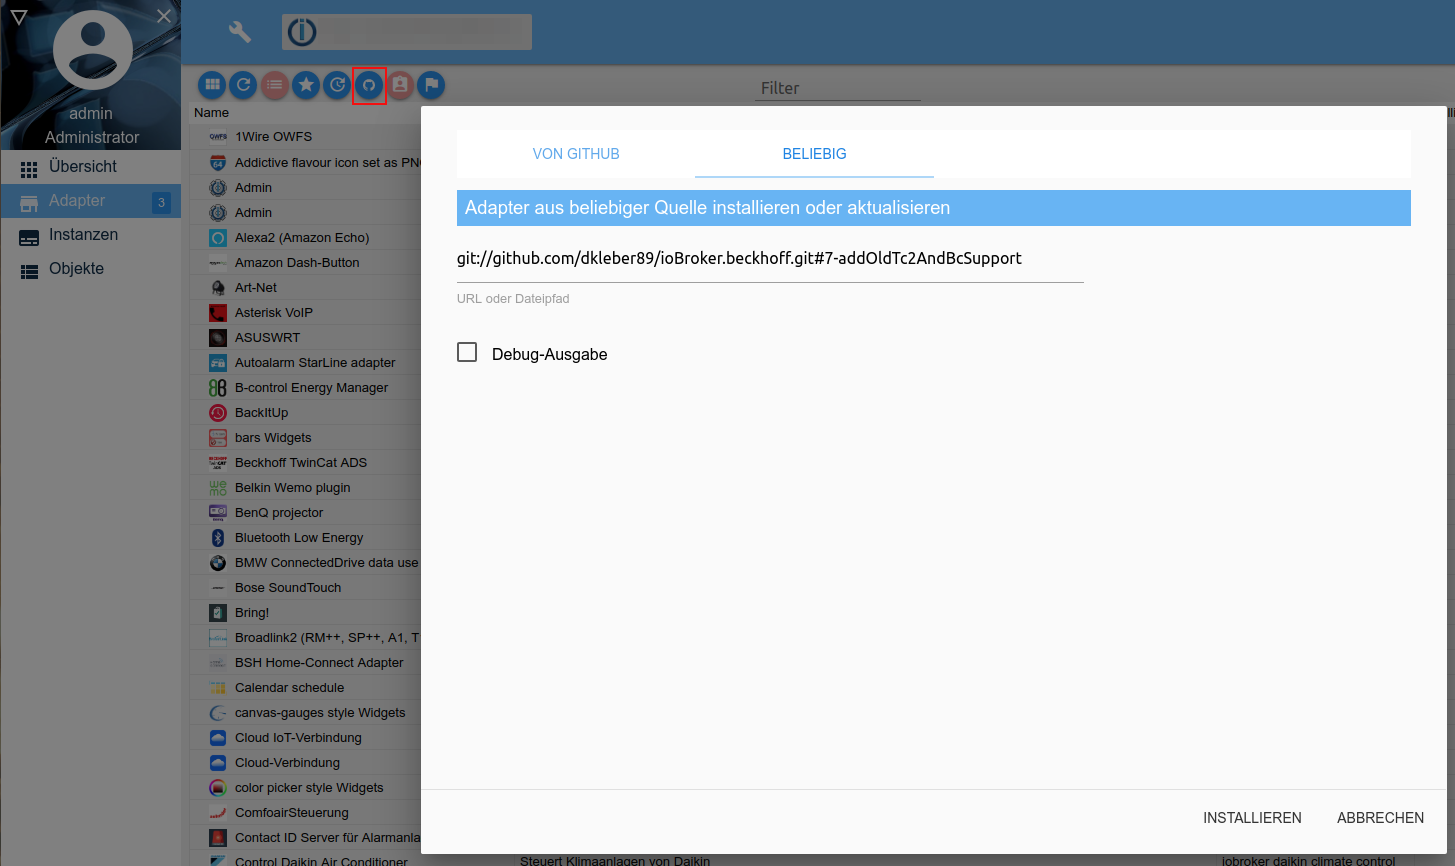 admin
Administrator
Übersicht
Adapter 3
Instanzen
Objekte
Filter
Name
1Wire OWFS
Addictive flavour icon set as PN
Admin
Admin
Alexa2 (Amazon Echo)
Amazon Dash-Button
Art-Net
Asterisk VoIP
ASUSWRT
Autoalarm StarLine adapter
B-control Energy Manager
BackItUp
bars Widgets
Beckhoff TwinCat ADS
Belkin Wemo plugin
BenQ projector
Bluetooth Low Energy
BMW ConnectedDrive data use
Bose SoundTouch
Bring!
Broadlink2 (RM++, SP++, A1, T
BSH Home-Connect Adapter
Calendar schedule
canvas-gauges style Widgets
Cloud IoT-Verbindung
Cloud-Verbindung
color picker style Widgets
ComfoairSteuerung
Contact ID Server für Alarmanla
Control Daikin Air Conditioner
Steuert Klimaanlagen von Daikin
iobroker daikin climate control
VON GITHUB
BELIEBIG
Adapter aus beliebiger Quelle installieren oder aktualisieren
git://github.com/dkleber89/ioBroker.beckhoff.git#7-addOldTc2AndBcSupport
URL oder Dateipfad
Debug-Ausgabe
INSTALLIEREN
ABBRECHEN